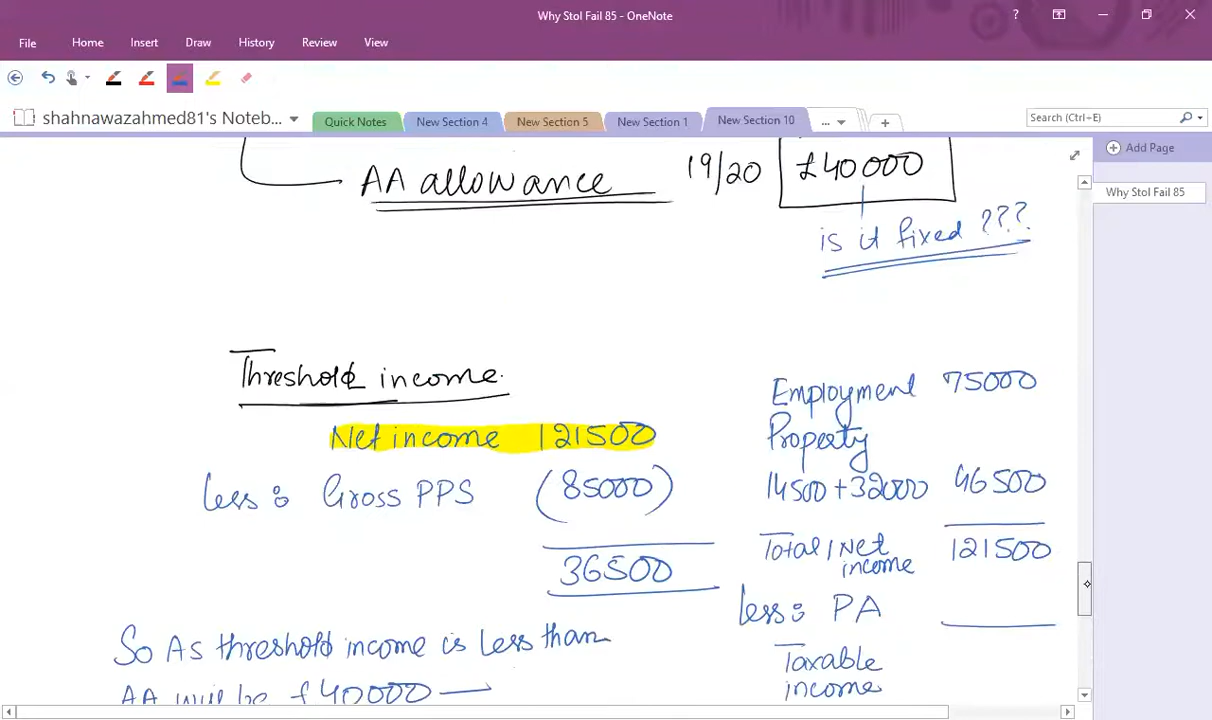 Why Stol Fail 85 - OneNote
File Home Insert Draw History Review View
shahnawazahmed81's Noteb...
Quick Notes New Section 4 New Section 5 New Section 1 New Section 10 ...
Search (Ctrl+E)
Add Page
Why Stol Fail 85
AA allowance 19/20 £40000
is it fixed ???
Threshold income.
Net income 121500
less: Gross PPS (85000)
36500
So As threshold income is less than
AA will be £40000 —
Employment 75000
Property
14500+32000 46500
Total/Net
income 121500
less: PA
Taxable
income